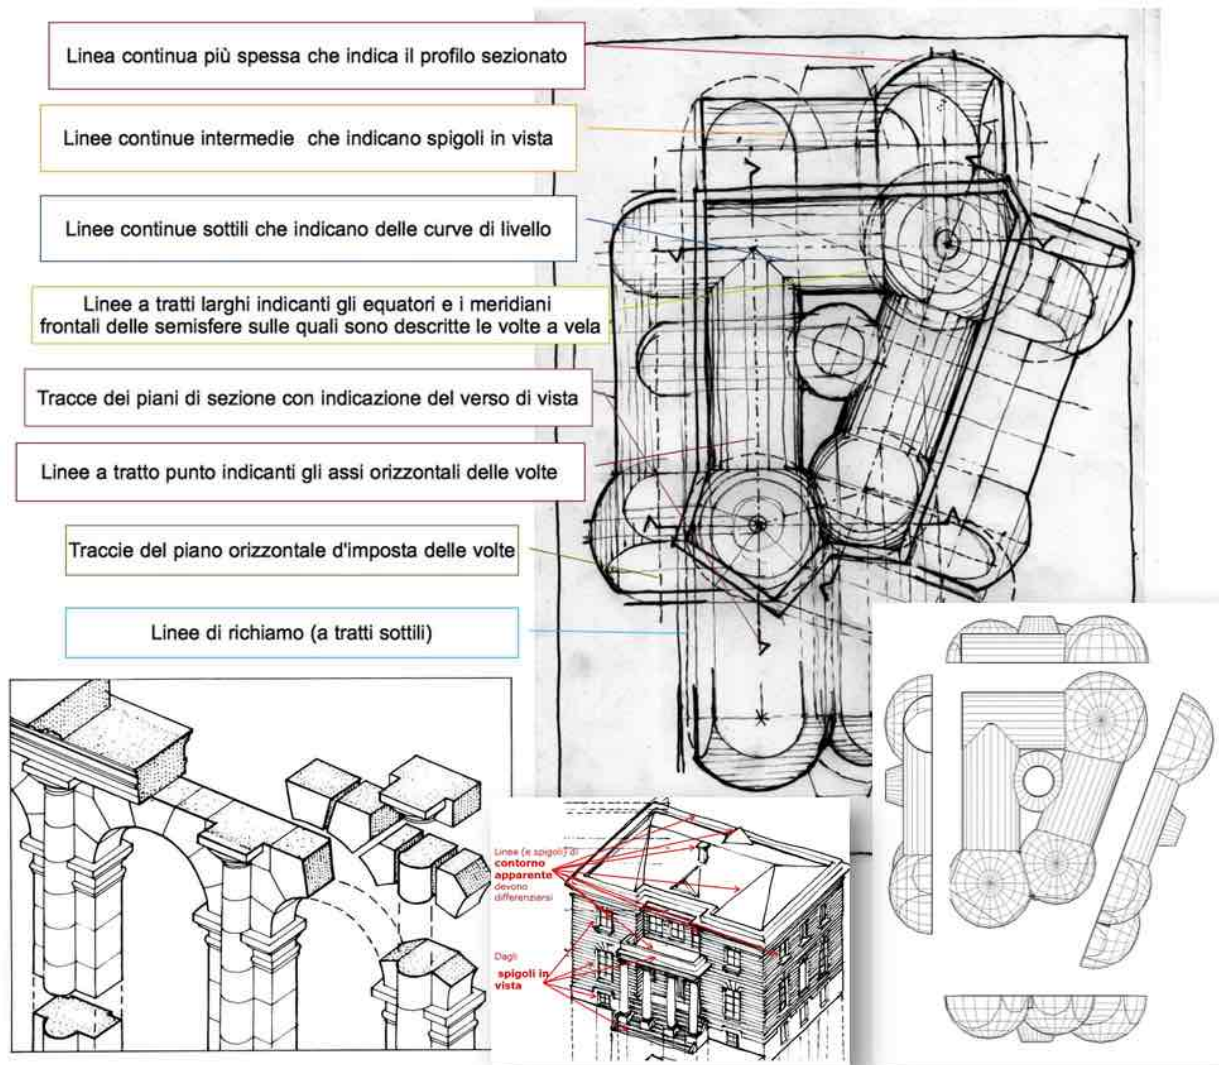 Linea continua più spessa che indica il profilo sezionato
Linee continue intermedie che indicano spigoli in vista
Linee continue sottili che indicano delle curve di livello
Linee a tratti larghi indicanti gli equatori e i meridiani
frontali delle semisfere sulle quali sono descritte le volte a vela
Tracce dei piani di sezione con indicazione del verso di vista
Linee a tratto punto indicanti gli assi orizzontali delle volte
Traccie del piano orizzontale d'imposta delle volte
Linee di richiamo (a tratti sottili)
Linee (e spigoli) di
contorno
apparente
devono
differenziersi
Dagli
spigoli in
vista